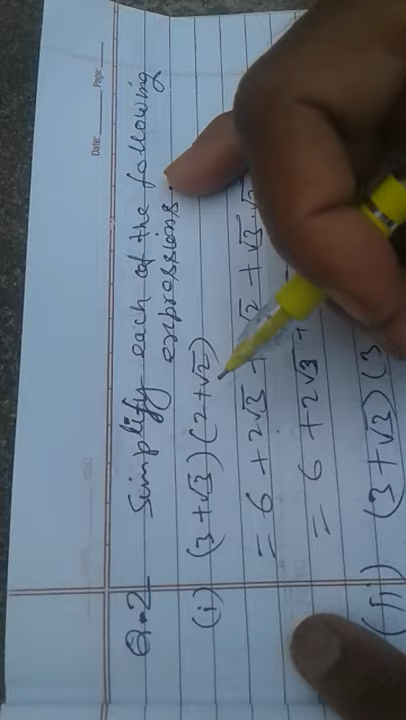 Date: Page:
Q.2 Simplify each of the following
expressions.
(i) (3+√3)(2+√2)
= 6 + 2√3 + √3
= 6 + 2√3 +
(ii) (3+√3)(3